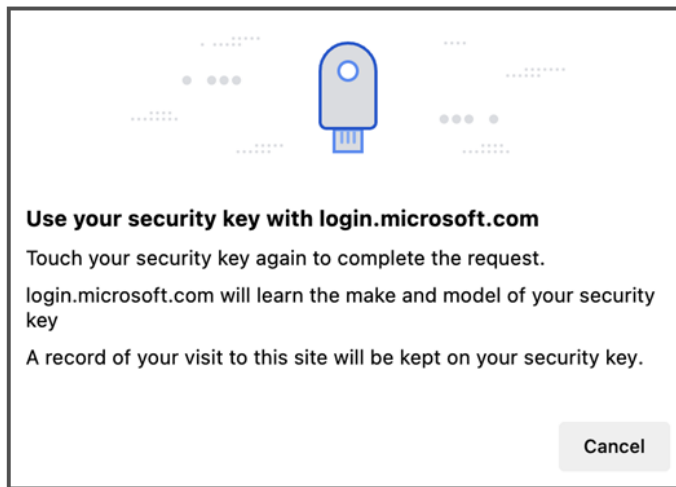 Use your security key with login.microsoft.com
Touch your security key again to complete the request.
login.microsoft.com will learn the make and model of your security
key
A record of your visit to this site will be kept on your security key.
Cancel